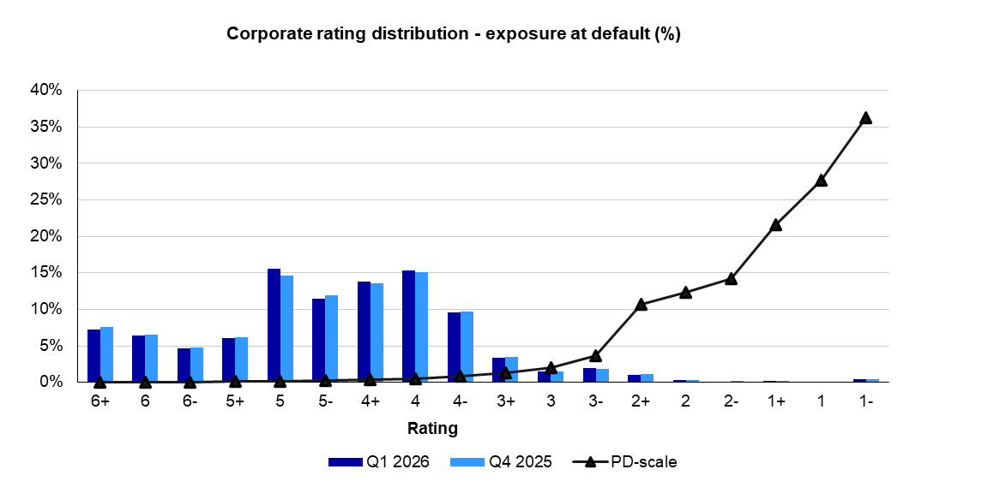 Corporate rating distribution - exposure at default (%)
40%
35%
30%
25%
20%
15%
10%
5%
0%
6+ 6 6- 5+ 5 5- 4+ 4 4- 3+ 3 3- 2+ 2 2- 1+ 1 1-
Rating
Q1 2026 Q4 2025 PD-scale